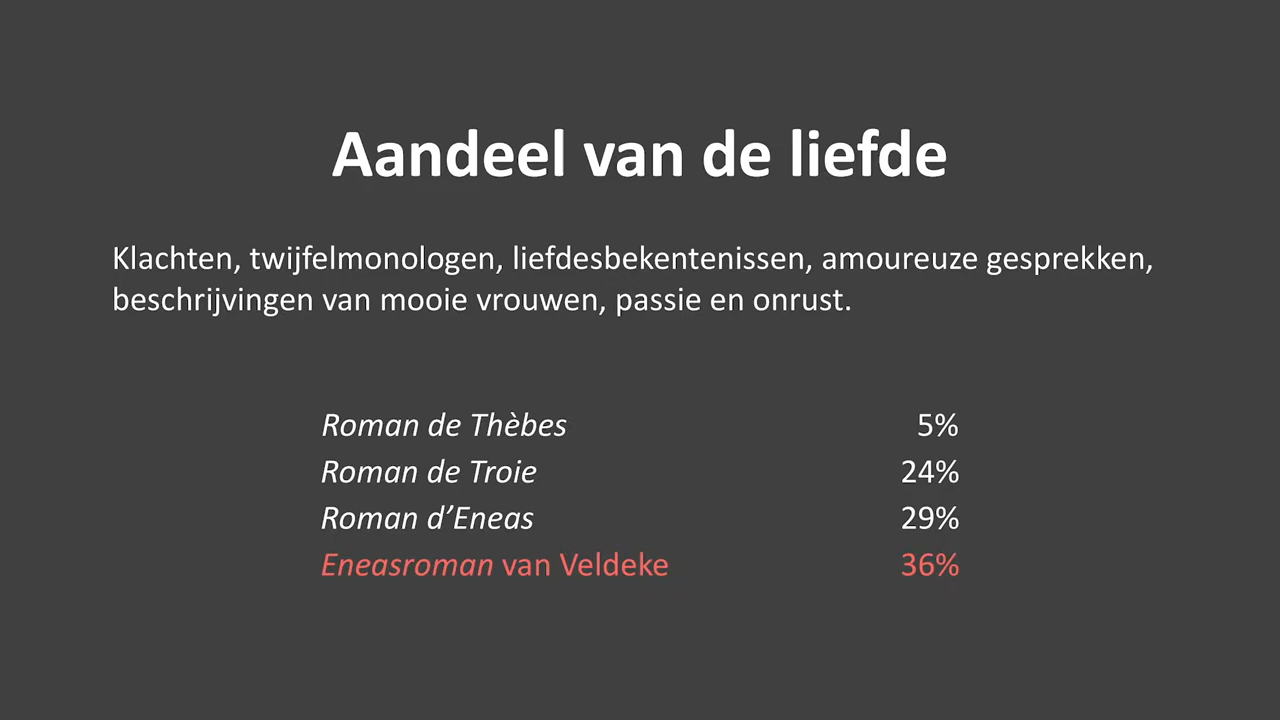 Aandeel van de liefde
Klachten, twijfelmonologen, liefdesbekentenissen, amoureuze gesprekken,
beschrijvingen van mooie vrouwen, passie en onrust.
Roman de Thèbes 5%
Roman de Troie 24%
Roman d’Eneas 29%
Eneasroman van Veldeke 36%